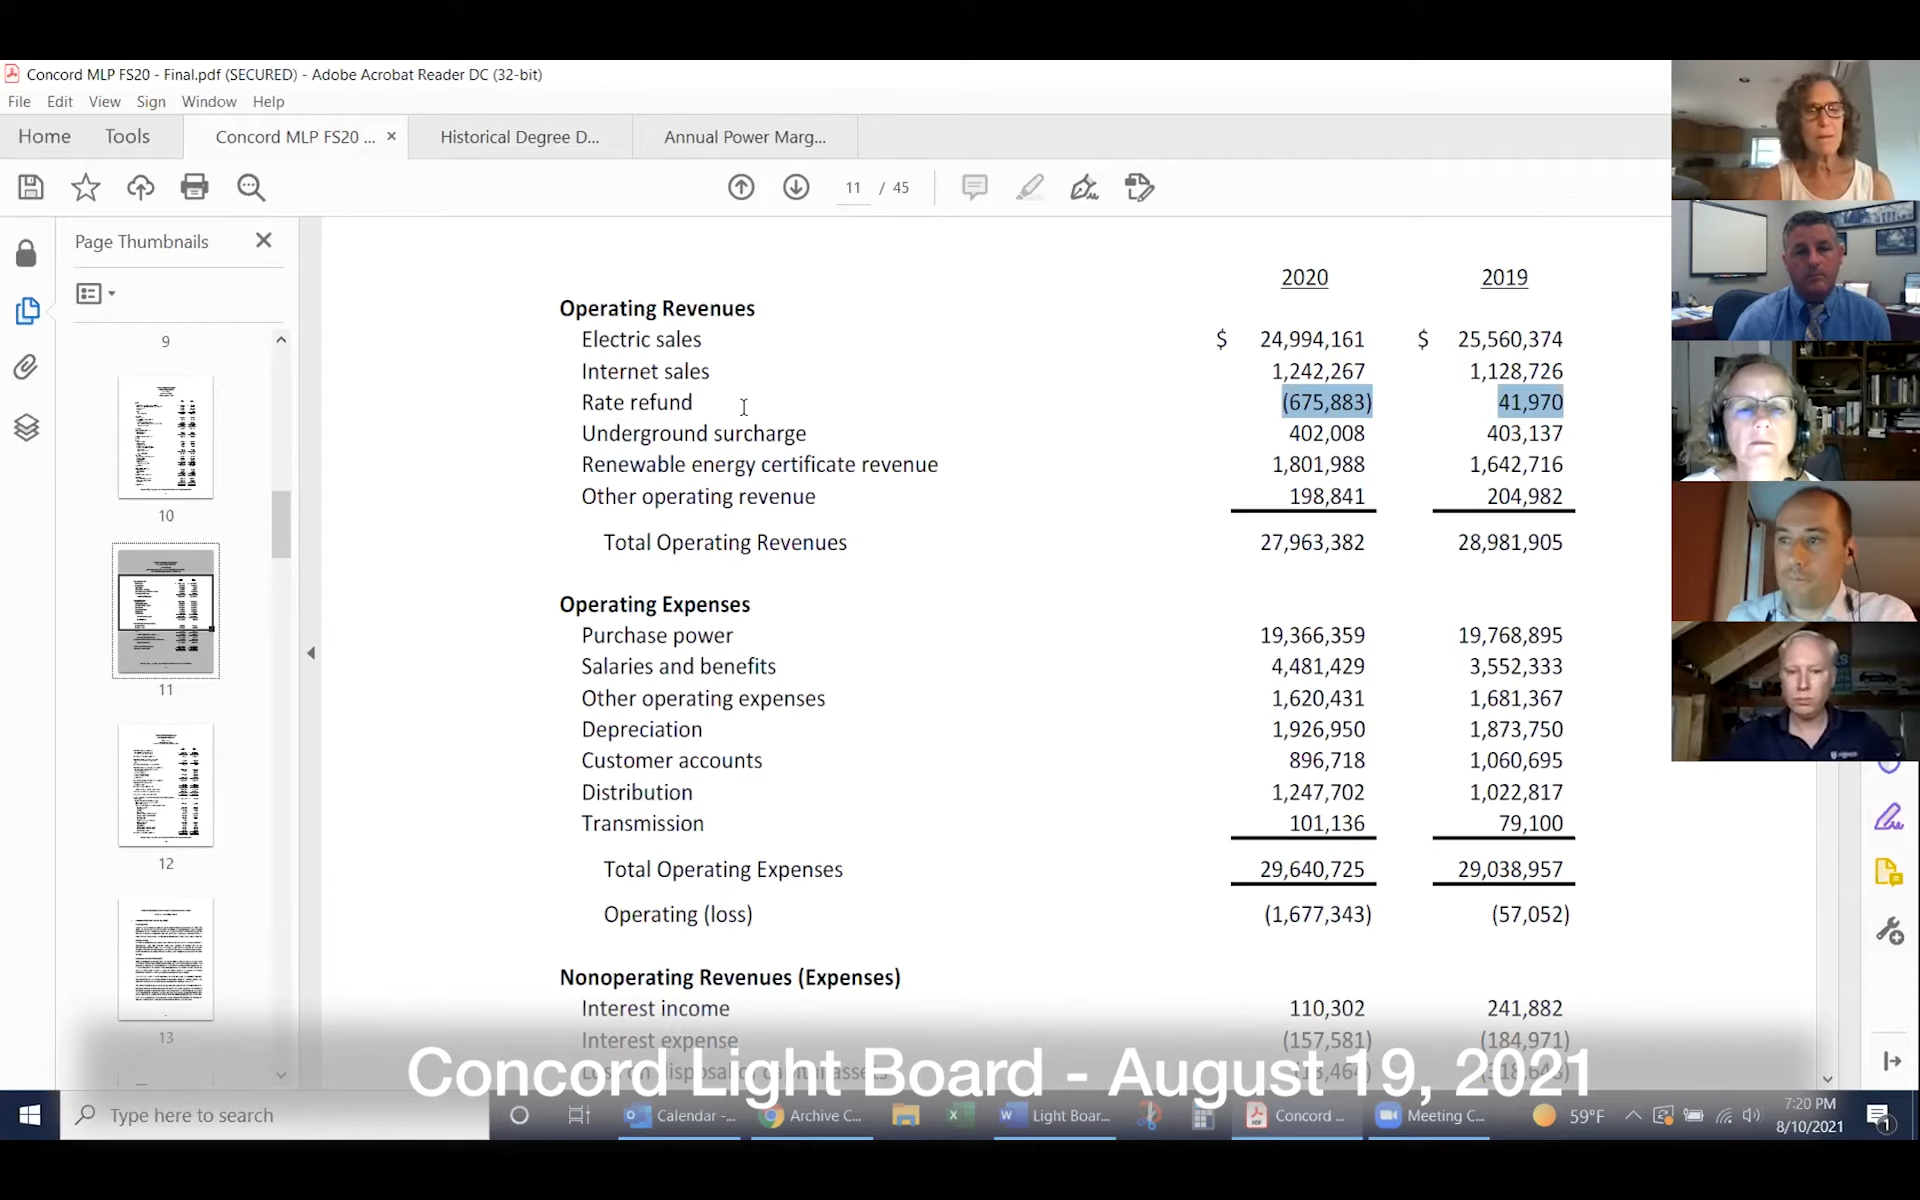 Concord MLP FS20 - Final.pdf (SECURED) - Adobe Acrobat Reader DC (32-bit)
File Edit View Sign Window Help
Home Tools Concord MLP FS20 ... × Historical Degree D... Annual Power Marg...
11 / 45
Page Thumbnails
9
10
11
12
13
2020 2019
Operating Revenues
Electric sales $ 24,994,161 $ 25,560,374
Internet sales 1,242,267 1,128,726
Rate refund (675,883) 41,970
Underground surcharge 402,008 403,137
Renewable energy certificate revenue 1,801,988 1,642,716
Other operating revenue 198,841 204,982
Total Operating Revenues 27,963,382 28,981,905
Operating Expenses
Purchase power 19,366,359 19,768,895
Salaries and benefits 4,481,429 3,552,333
Other operating expenses 1,620,431 1,681,367
Depreciation 1,926,950 1,873,750
Customer accounts 896,718 1,060,695
Distribution 1,247,702 1,022,817
Transmission 101,136 79,100
Total Operating Expenses 29,640,725 29,038,957
Operating (loss) (1,677,343) (57,052)
Nonoperating Revenues (Expenses)
Interest income 110,302 241,882
Interest expense (157,581) (184,971)
Concord Light Board - August 19, 2021
Type here to search
Calendar -...
Archive C...
Light Boar...
Concord ...
Meeting C...
59°F
7:20 PM
8/10/2021
1